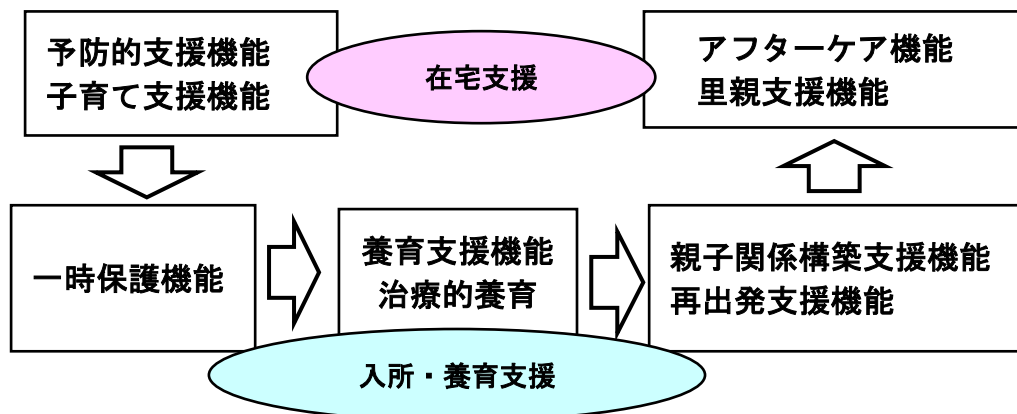 予防的支援機能
子育て支援機能
在宅支援
アフターケア機能
里親支援機能
一時保護機能
養育支援機能
治療的養育
親子関係構築支援機能
再出発支援機能
入所・養育支援